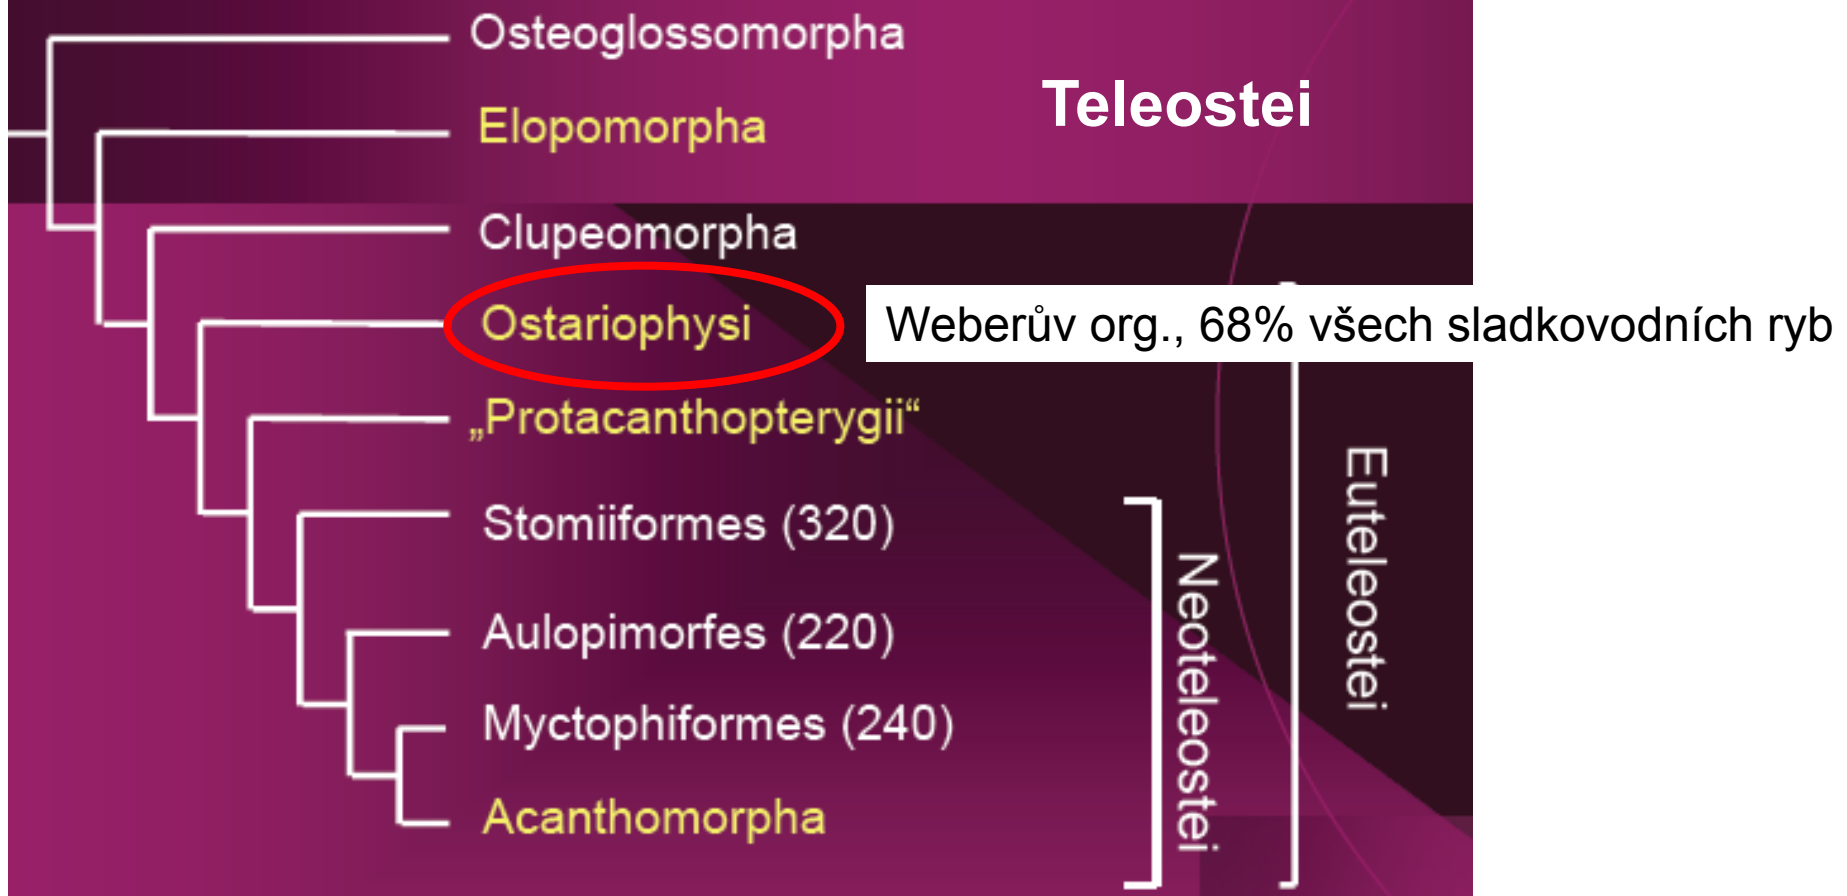 Osteoglossomorpha
Teleostei
Elopomorpha
Clupeomorpha
Ostariophysi
Weberův org., 68% všech sladkovodních ryb
„Protacanthopterygii“
Stomiiformes (320)
Aulopimorfes (220)
Myctophiformes (240)
Acanthomorpha
Neoteleostei
Euteleostei